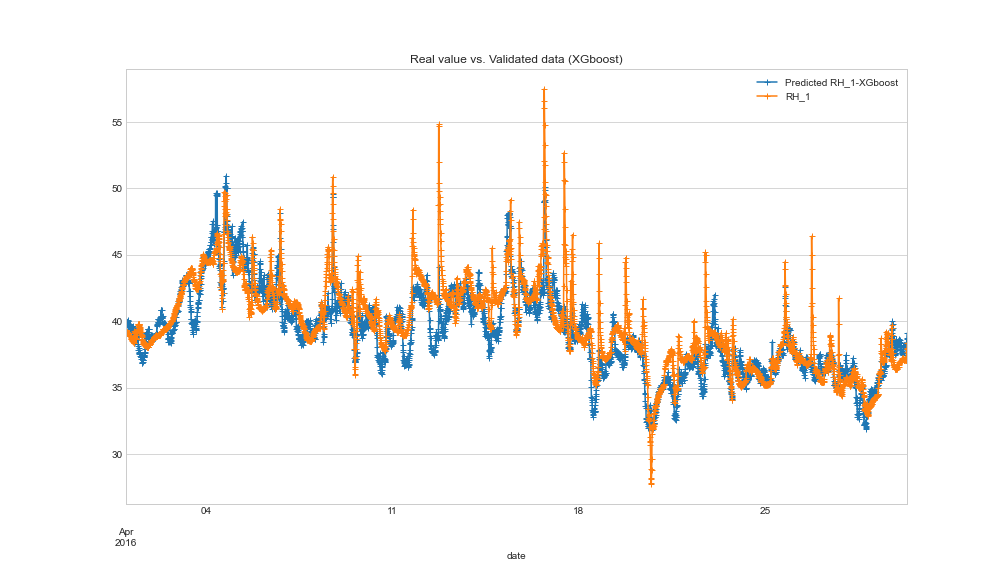 Real value vs. Validated data (XGboost)
Predicted RH_1-XGboost
RH_1
55
50
45
40
35
30
04
11
18
25
Apr
2016
date